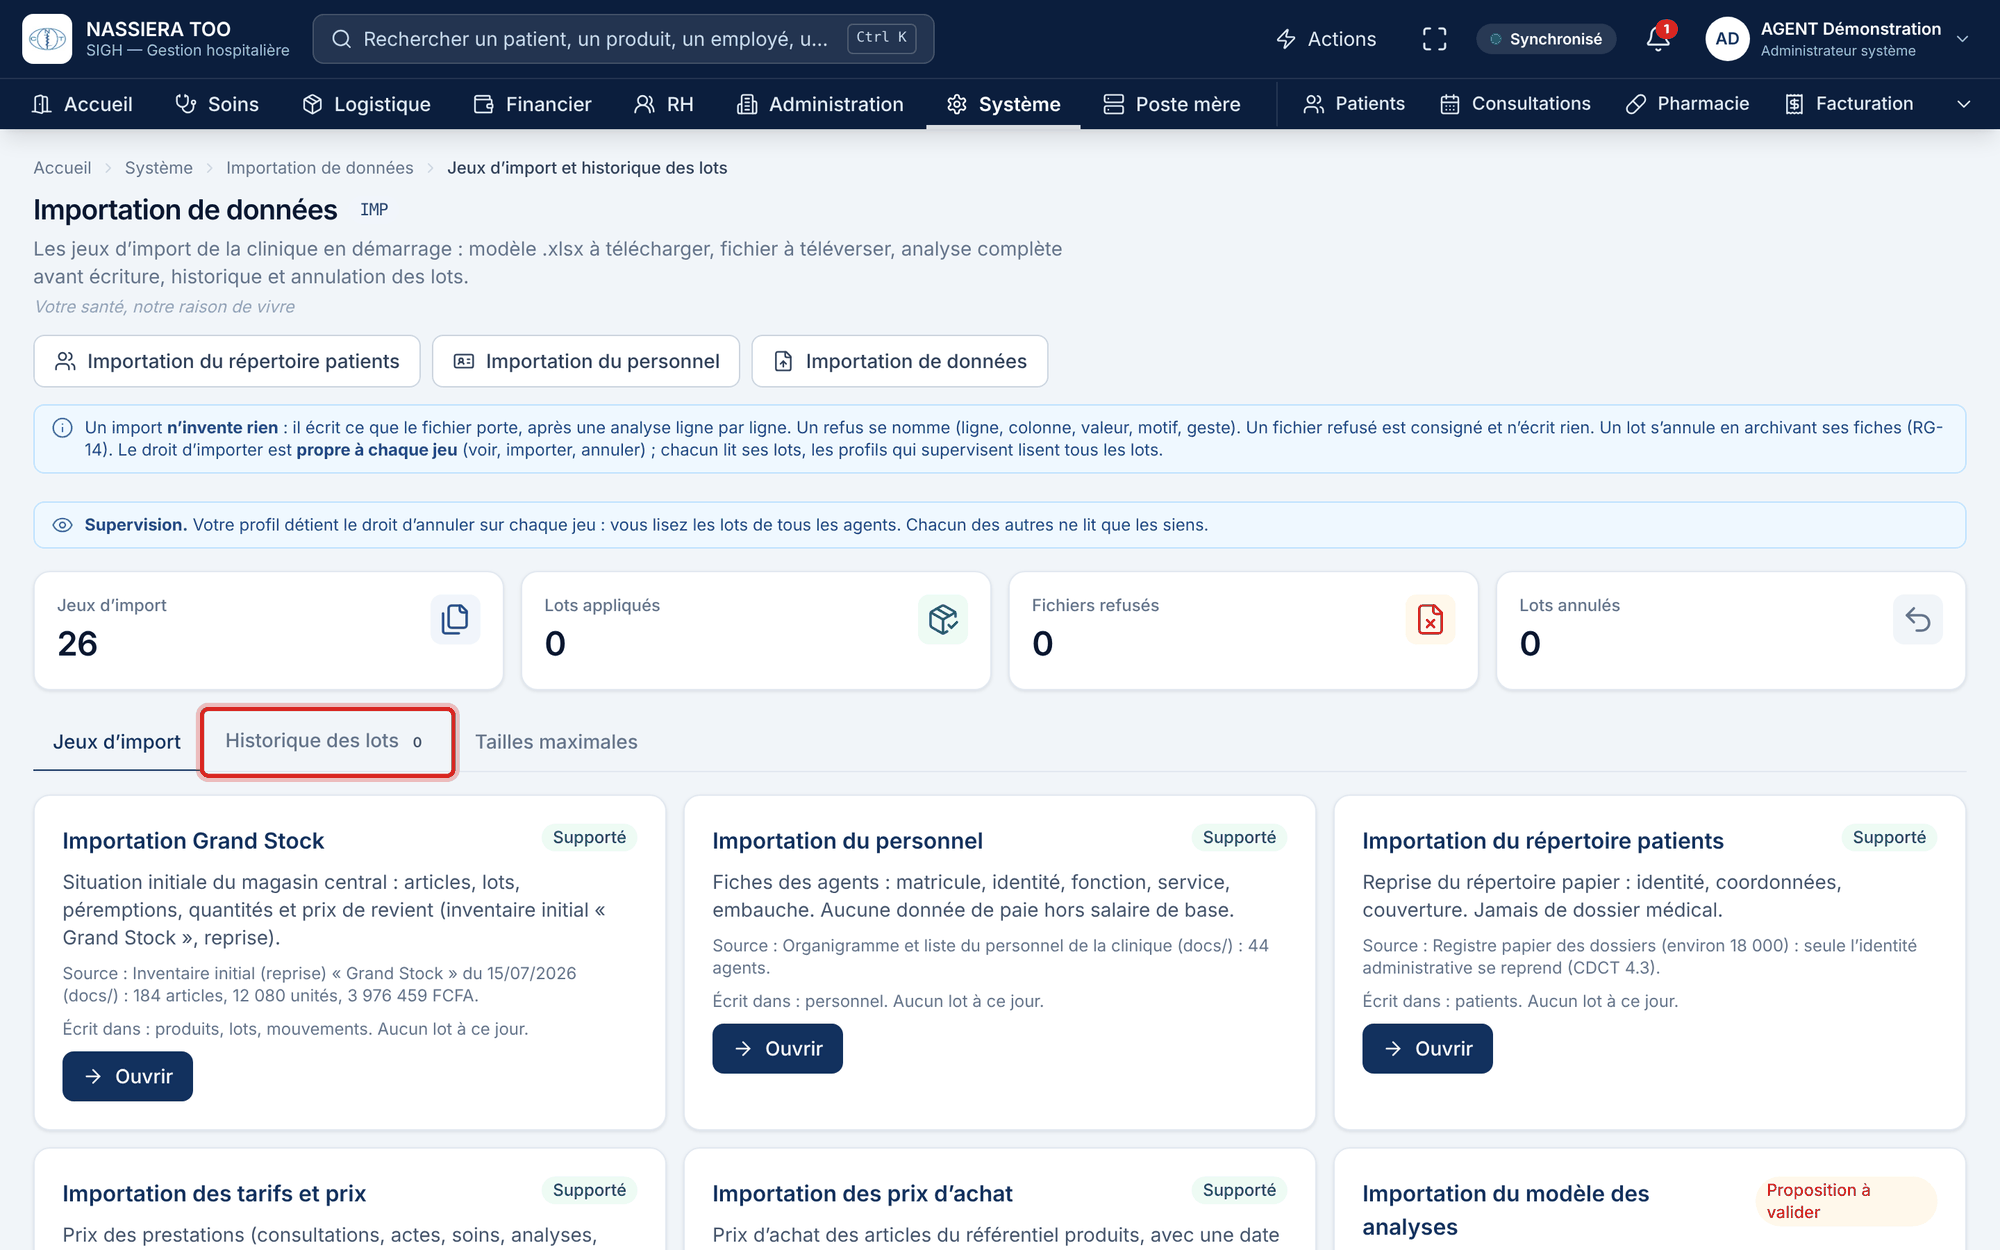 NASSIERA TOO
SIGH — Gestion hospitalière
Rechercher un patient, un produit, un employé, u...
Ctrl K
Actions
Synchronisé
1
AD
AGENT Démonstration
Administrateur système
Accueil
Soins
Logistique
Financier
RH
Administration
Système
Poste mère
Patients
Consultations
Pharmacie
Facturation
Accueil > Système > Importation de données > Jeux d’import et historique des lots
Importation de données IMP
Les jeux d’import de la clinique en démarrage : modèle .xlsx à télécharger, fichier à téléverser, analyse complète
avant écriture, historique et annulation des lots.
Votre santé, notre raison de vivre
Importation du répertoire patients
Importation du personnel
Importation de données
Un import n’invente rien : il écrit ce que le fichier porte, après une analyse ligne par ligne. Un refus se nomme (ligne, colonne, valeur, motif, geste). Un fichier refusé est consigné et n’écrit rien. Un lot s’annule en archivant ses fiches (RG-
14). Le droit d’importer est propre à chaque jeu (voir, importer, annuler) ; chacun lit ses lots, les profils qui supervisent lisent tous les lots.
Supervision. Votre profil détient le droit d’annuler sur chaque jeu : vous lisez les lots de tous les agents. Chacun des autres ne lit que les siens.
Jeux d’import
26
Lots appliqués
0
Fichiers refusés
0
Lots annulés
0
Jeux d’import
Historique des lots 0
Tailles maximales
Importation Grand Stock
Supporté
Situation initiale du magasin central : articles, lots,
péremptions, quantités et prix de revient (inventaire initial «
Grand Stock », reprise).
Source : Inventaire initial (reprise) « Grand Stock » du 15/07/2026
(docs/) : 184 articles, 12 080 unités, 3 976 459 FCFA.
Écrit dans : produits, lots, mouvements. Aucun lot à ce jour.
Ouvrir
Importation du personnel
Supporté
Fiches des agents : matricule, identité, fonction, service,
embauche. Aucune donnée de paie hors salaire de base.
Source : Organigramme et liste du personnel de la clinique (docs/) : 44
agents.
Écrit dans : personnel. Aucun lot à ce jour.
Ouvrir
Importation du répertoire patients
Supporté
Reprise du répertoire papier : identité, coordonnées,
couverture. Jamais de dossier médical.
Source : Registre papier des dossiers (environ 18 000) : seule l’identité
administrative se reprend (CDCT 4.3).
Écrit dans : patients. Aucun lot à ce jour.
Ouvrir
Importation des tarifs et prix
Supporté
Prix des prestations (consultations, actes, soins, analyses,
Importation des prix d’achat
Supporté
Prix d’achat des articles du référentiel produits, avec une date
Importation du modèle des
analyses
Proposition à
valider